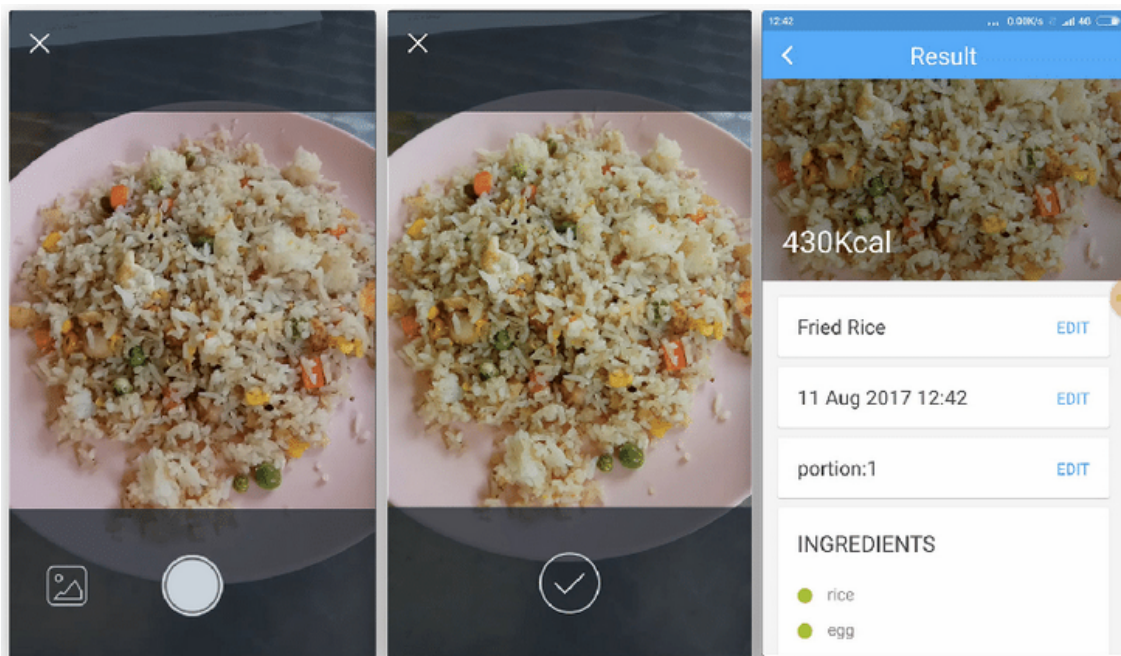 12:42 ... 0.00K/s 4G
Result
430Kcal
Fried Rice EDIT
11 Aug 2017 12:42 EDIT
portion:1 EDIT
INGREDIENTS
rice
egg